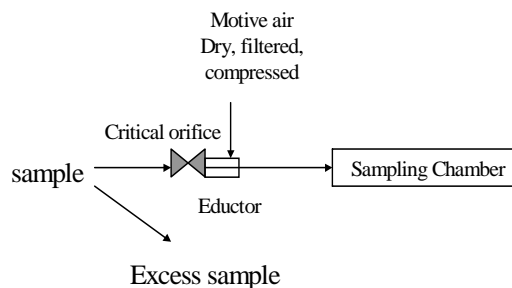 Motive air
Dry, filtered,
compressed
Critical orifice
sample
Sampling Chamber
Eductor
Excess sample